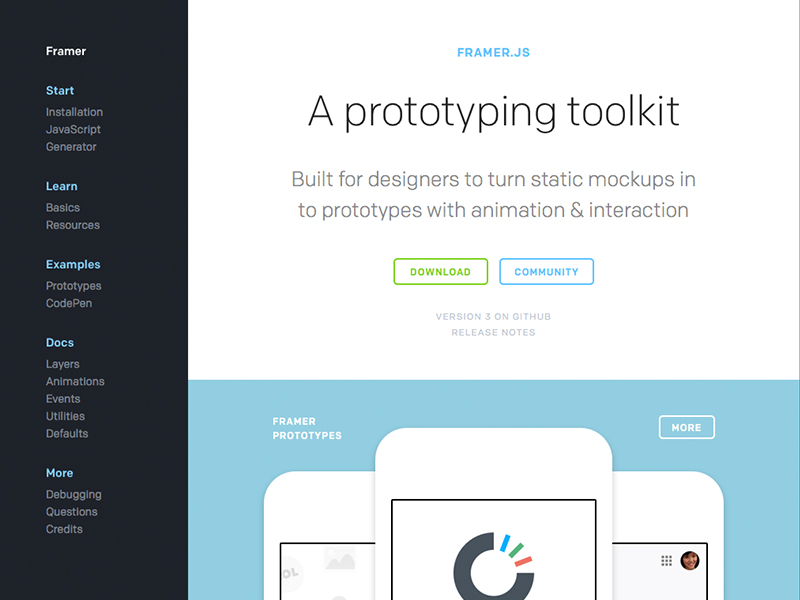 Framer
Start
Installation
JavaScript
Generator
Learn
Basics
Resources
Examples
Prototypes
CodePen
Docs
Layers
Animations
Events
Utilities
Defaults
More
Debugging
Questions
Credits
FRAMER.JS
A prototyping toolkit
Built for designers to turn static mockups in
to prototypes with animation & interaction
DOWNLOAD
COMMUNITY
VERSION 3 ON GITHUB
RELEASE NOTES
FRAMER
PROTOTYPES
MORE
OL